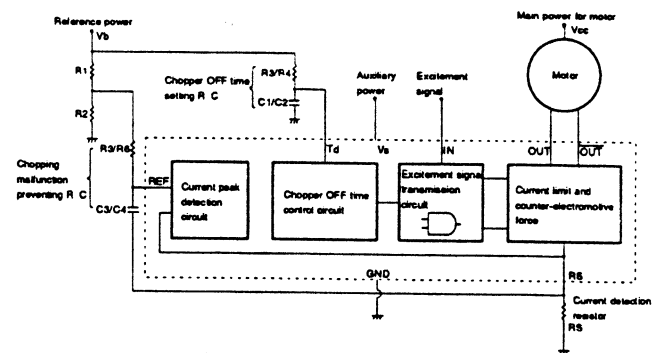 Reference power
Vb
Main power for motor
Vcc
R1
R2
Chopper OFF time
setting R C
R3/R4
C1/C2
Auxiliary
power
Excitement
signal
Motor
Chopping
malfunction
preventing R C
R3/R6
C3/C4
REF
Td
Vs
IN
OUT
OUT
Current peak
detection
circuit
Chopper OFF time
control circuit
Excitement signal
transmission
circuit
Current limit and
counter-electromotive
force
GND
RS
Current detection
resistor
RS